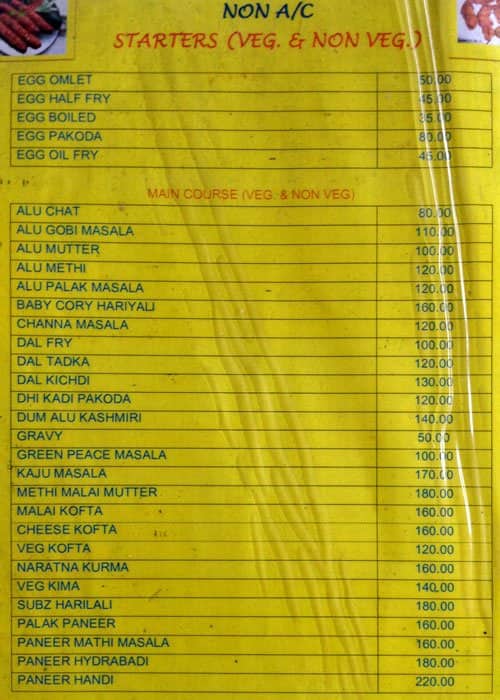 NON A/C
STARTERS (VEG. & NON VEG.)
EGG OMLET 50.00
EGG HALF FRY 45.00
EGG BOILED 35.00
EGG PAKODA 80.00
EGG OIL FRY 45.00
MAIN COURSE (VEG. & NON VEG)
ALU CHAT 80.00
ALU GOBI MASALA 110.00
ALU MUTTER 100.00
ALU METHI 120.00
ALU PALAK MASALA 120.00
BABY CORY HARIYALI 160.00
CHANNA MASALA 120.00
DAL FRY 100.00
DAL TADKA 120.00
DAL KICHDI 130.00
DHI KADI PAKODA 120.00
DUM ALU KASHMIRI 140.00
GRAVY 50.00
GREEN PEACE MASALA 100.00
KAJU MASALA 170.00
METHI MALAI MUTTER 180.00
MALAI KOFTA 160.00
CHEESE KOFTA 160.00
VEG KOFTA 120.00
NARATNA KURMA 160.00
VEG KIMA 140.00
SUBZ HARILALI 180.00
PALAK PANEER 160.00
PANEER MATHI MASALA 160.00
PANEER HYDRABADI 180.00
PANEER HANDI 220.00